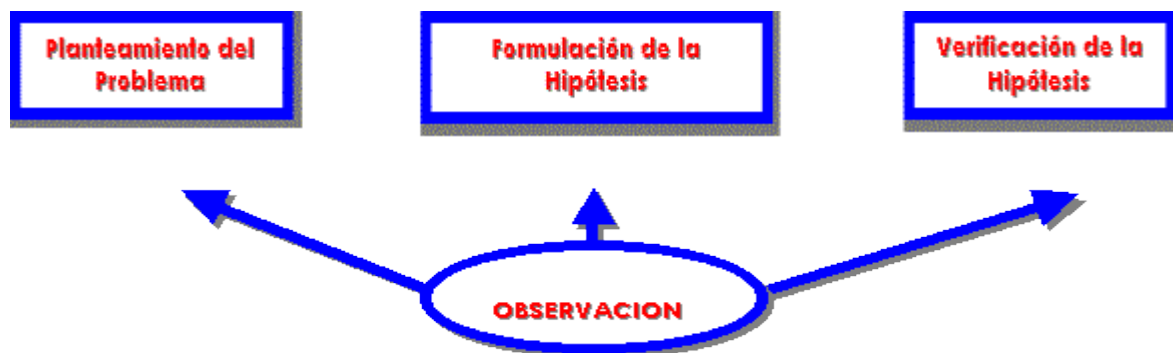 Planteamiento del
Problema
Formulación de la
Hipótesis
Verificación de la
Hipótesis
OBSERVACION